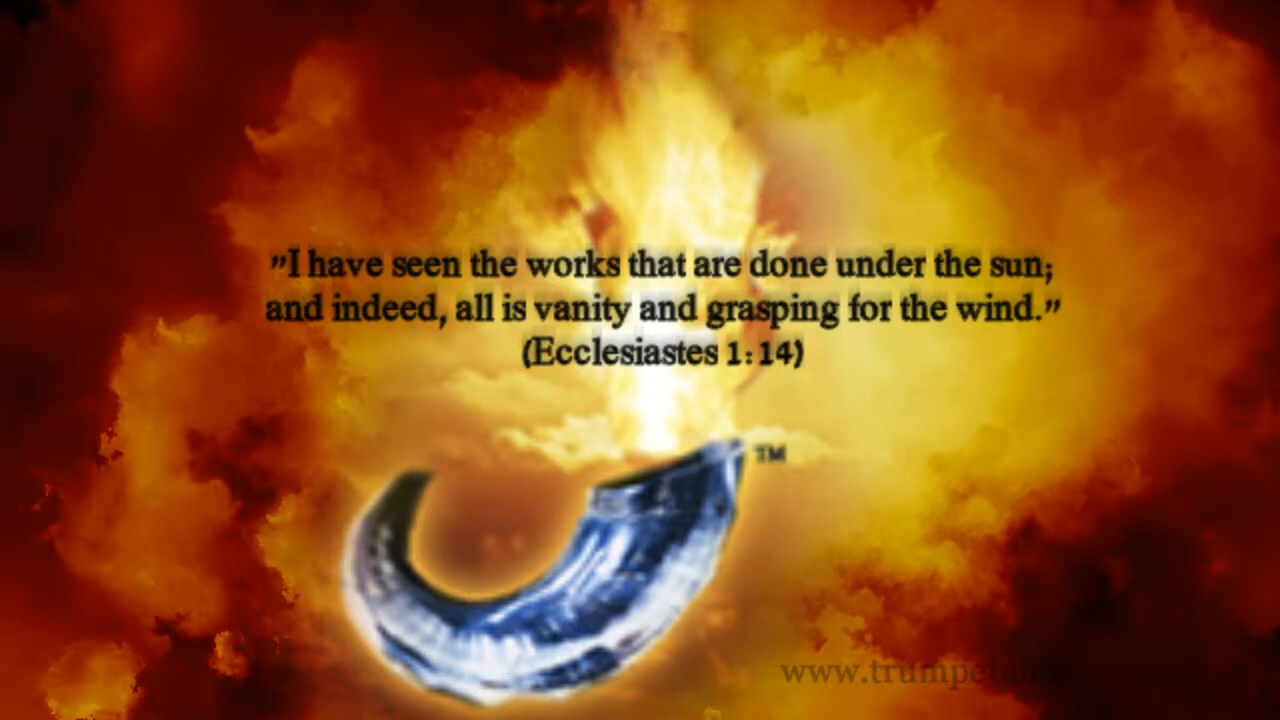 "I have seen the works that are done under the sun;
and indeed, all is vanity and grasping for the wind."
(Ecclesiastes 1:14)
TM